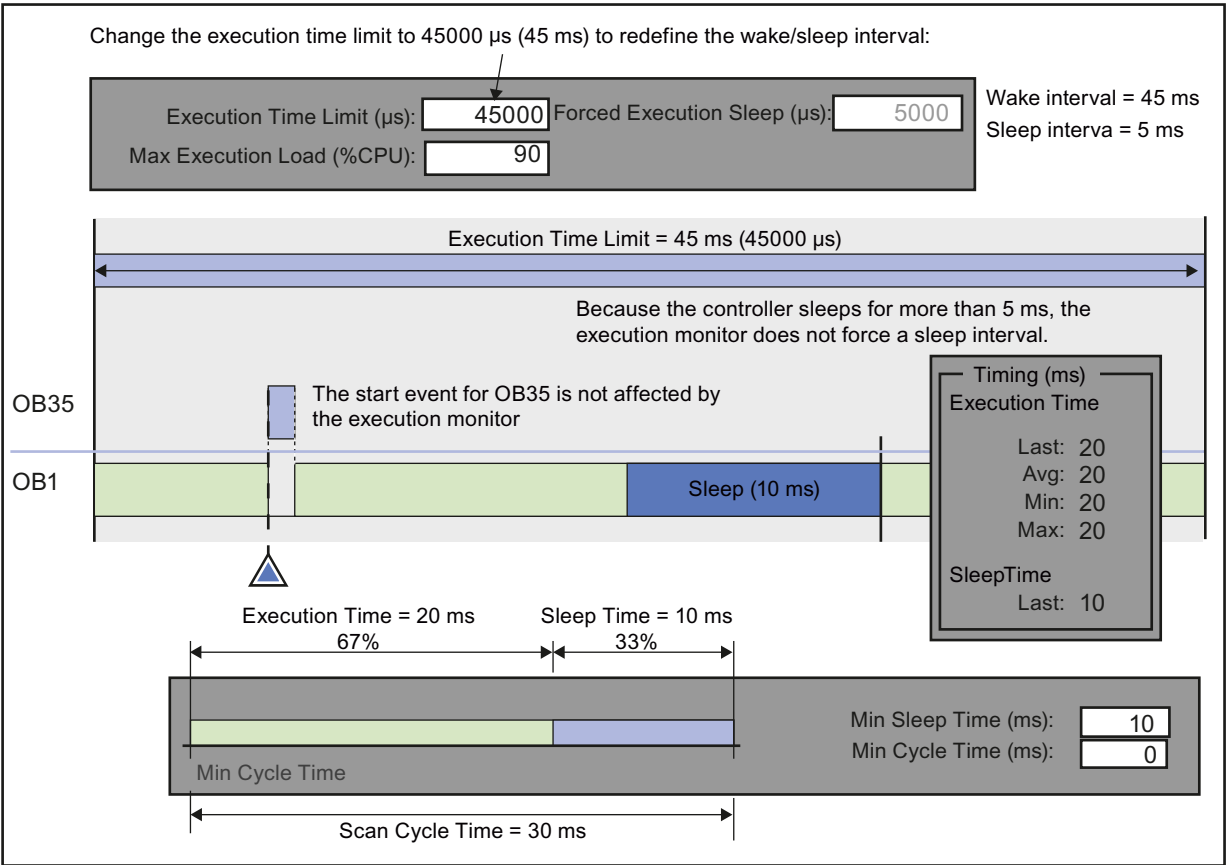 Change the execution time limit to 45000 µs (45 ms) to redefine the wake/sleep interval:
Execution Time Limit (µs): 45000 Forced Execution Sleep (µs): 5000
Max Execution Load (%CPU): 90
Wake interval = 45 ms
Sleep interva = 5 ms
Execution Time Limit = 45 ms (45000 µs)
Because the controller sleeps for more than 5 ms, the
execution monitor does not force a sleep interval.
OB35
The start event for OB35 is not affected by
the execution monitor
OB1
Sleep (10 ms)
Timing (ms)
Execution Time
Last: 20
Avg: 20
Min: 20
Max: 20
SleepTime
Last: 10
Execution Time = 20 ms
67%
Sleep Time = 10 ms
33%
Min Cycle Time
Min Sleep Time (ms): 10
Min Cycle Time (ms): 0
Scan Cycle Time = 30 ms